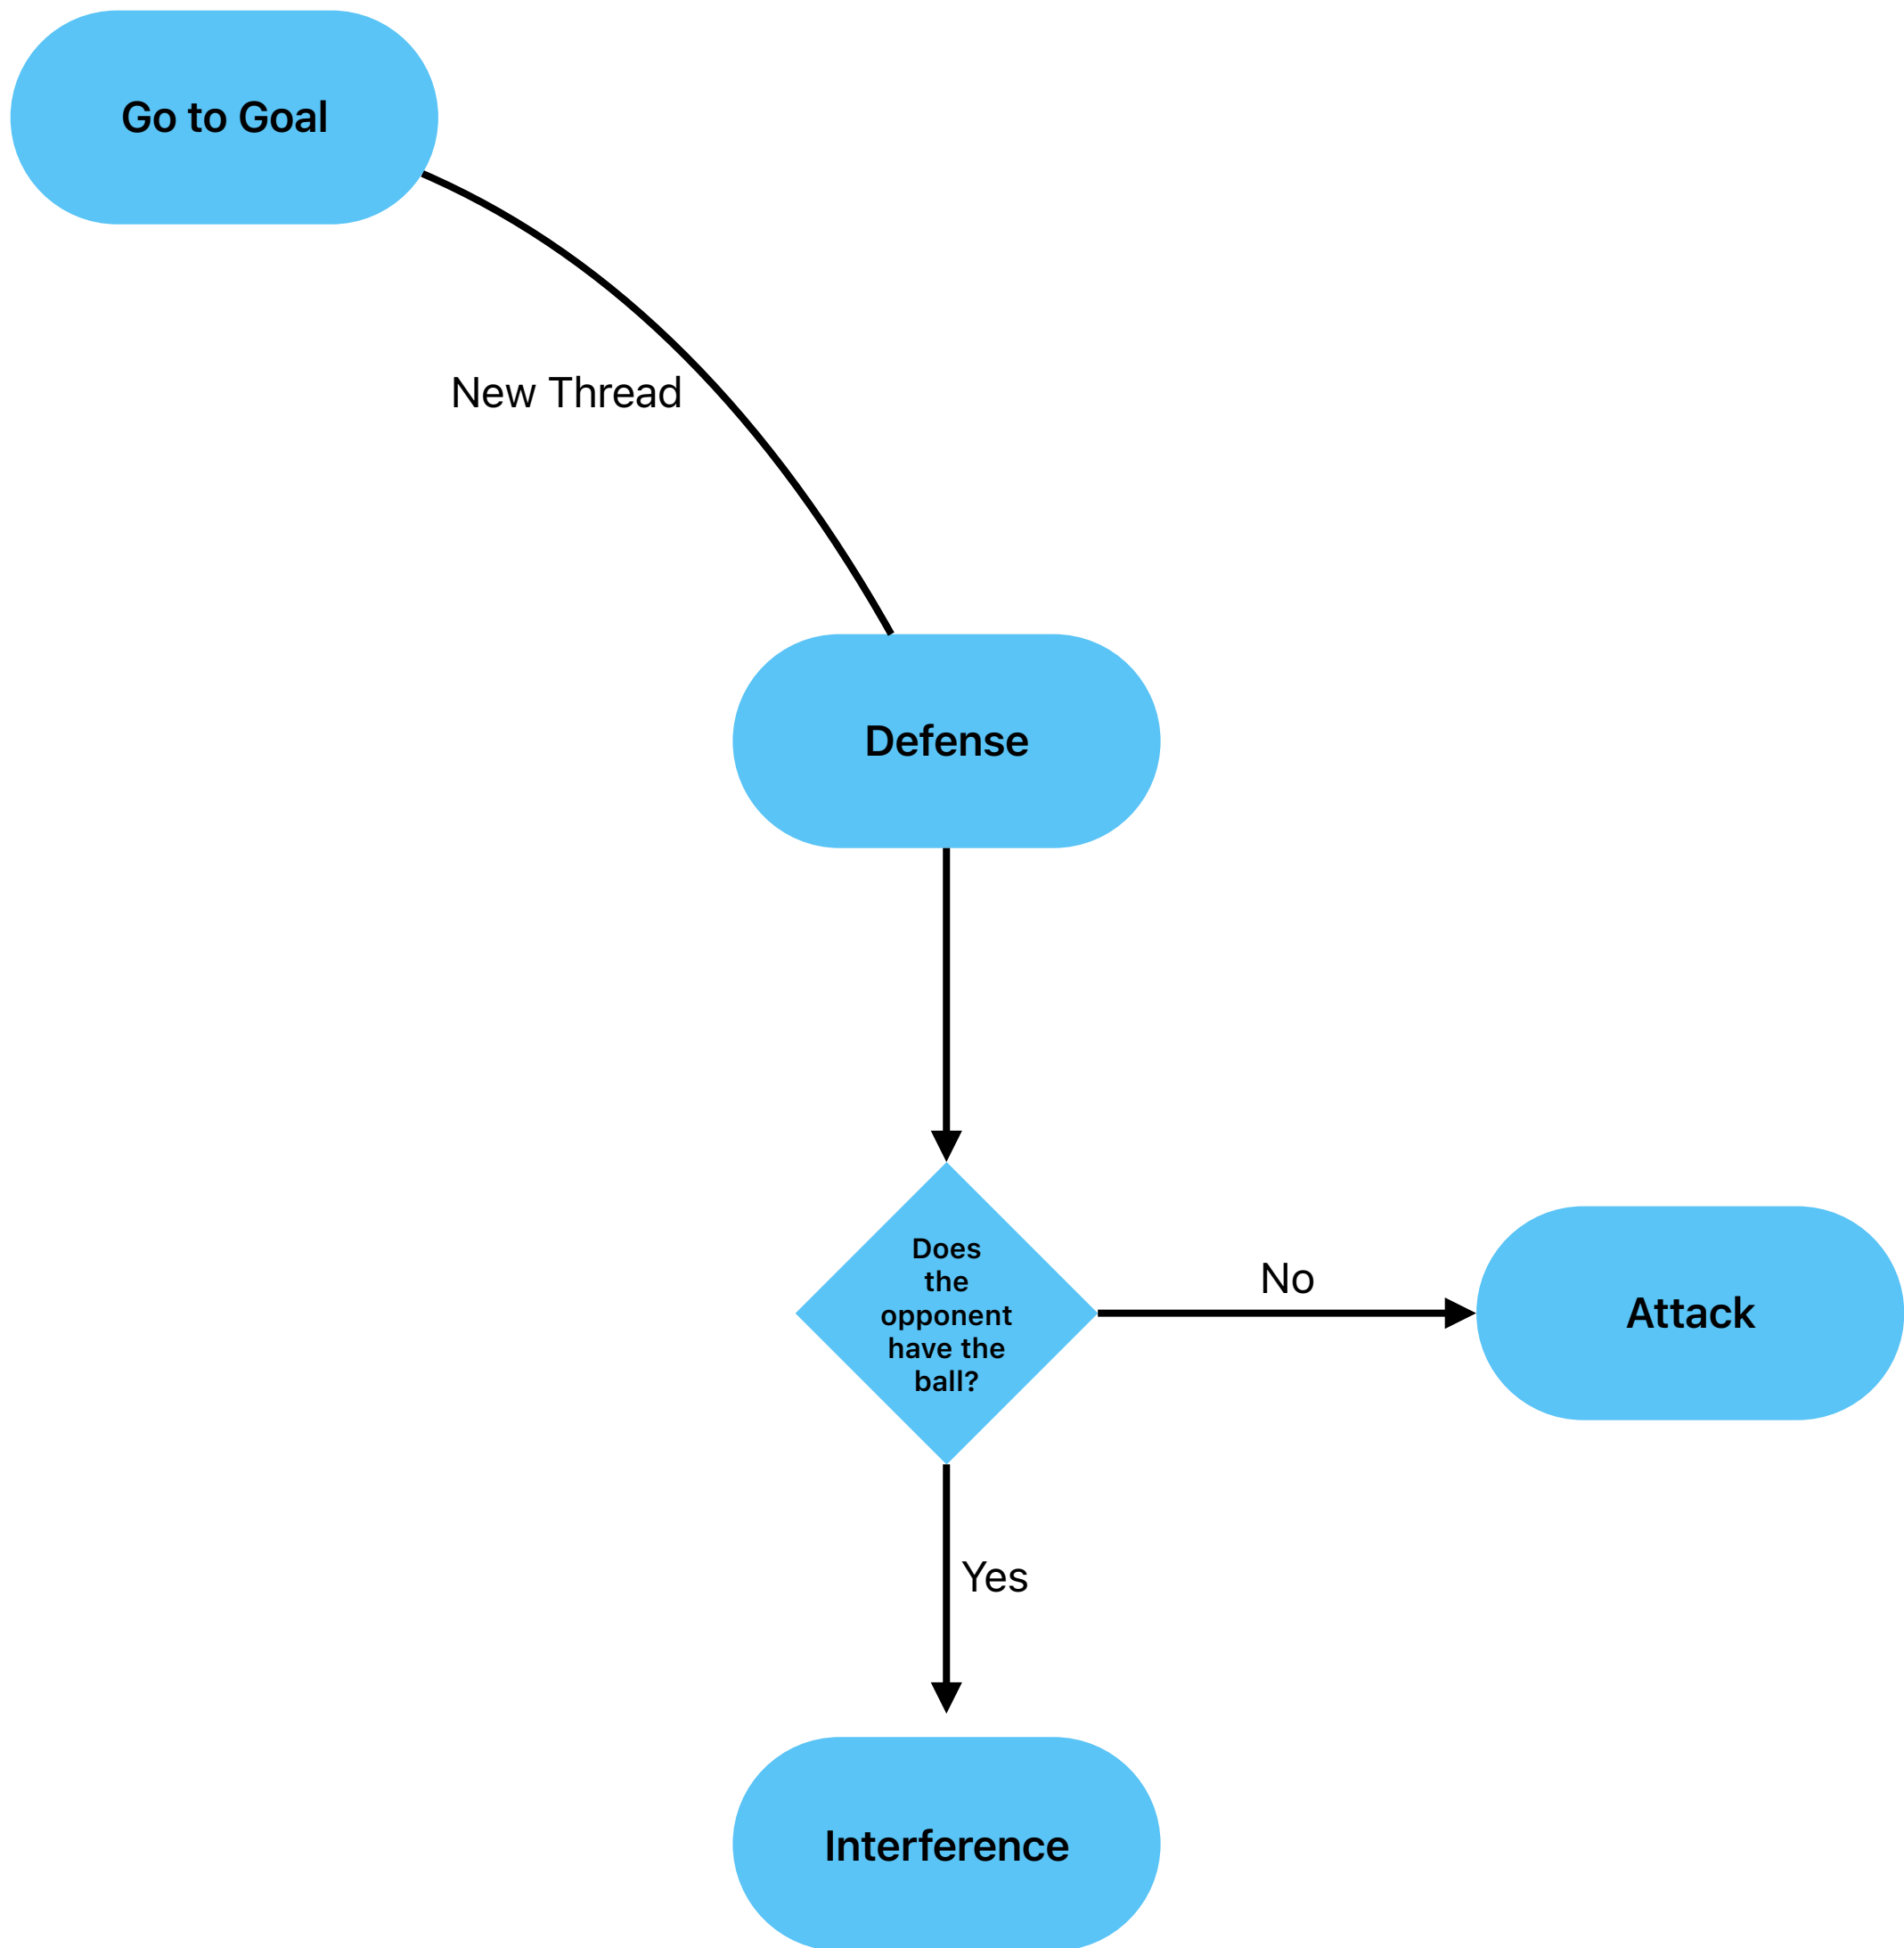 Go to Goal
New Thread
Defense
Does
the
opponent
have the
ball?
No
Attack
Yes
Interference